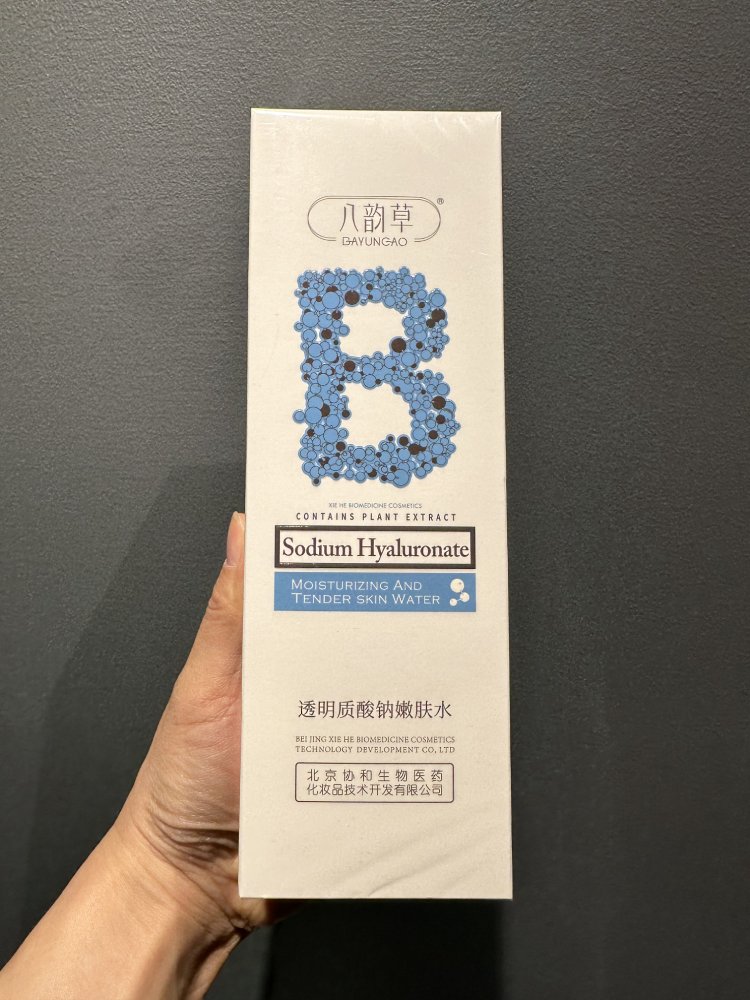 八韵草®
BAYUNCAO
B
XIE HE BIOMEDICINE COSMETICS
CONTAINS PLANT EXTRACT
Sodium Hyaluronate
MOISTURIZING AND
TENDER SKIN WATER
透明质酸钠嫩肤水
BEI JING XIE HE BIOMEDICINE COSMETICS
TECHNOLOGY DEVELOPMENT CO, LTD
北京协和生物医药
化妆品技术开发有限公司